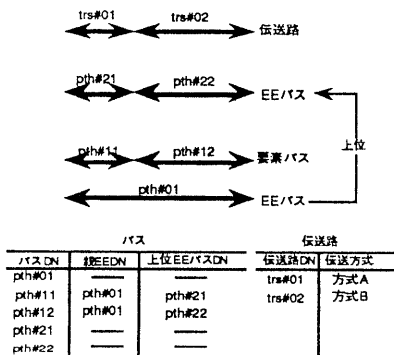 trs#01 trs#02 伝送路
pth#21 pth#22 EEパス
上位
pth#11 pth#12 要素パス
pth#01 EEパス
パス
パスDN 親EEDN 上位EEパスDN
pth#01 — —
pth#11 pth#01 pth#21
pth#12 pth#01 pth#22
pth#21 — —
pth#22 — —
伝送路
伝送路DN 伝送方式
trs#01 方式A
trs#02 方式B